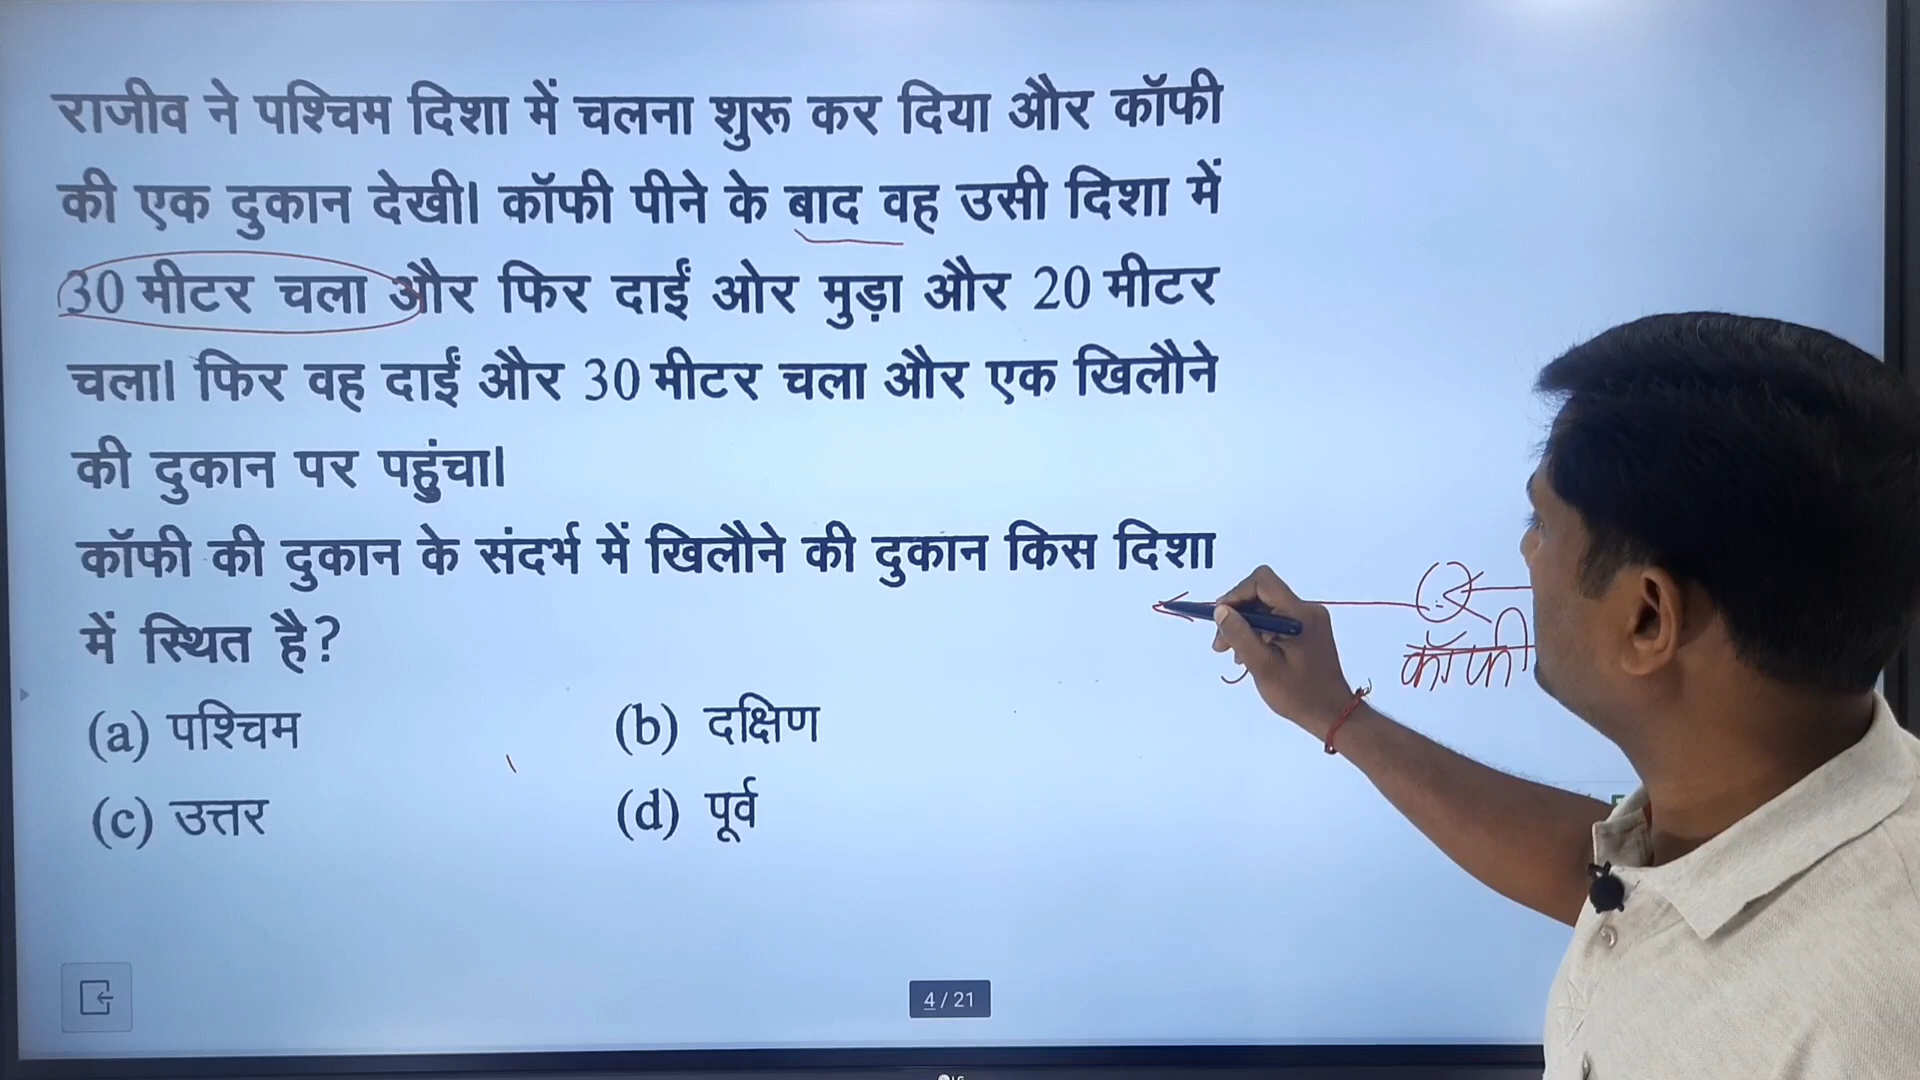 राजीव ने पश्चिम दिशा में चलना शुरू कर दिया और कॉफी
की एक दुकान देखी। कॉफी पीने के बाद वह उसी दिशा में
30 मीटर चला और फिर दाईं ओर मुड़ा और 20 मीटर
चला। फिर वह दाईं और 30 मीटर चला और एक खिलौने
की दुकान पर पहुंचा।
कॉफी की दुकान के संदर्भ में खिलौने की दुकान किस दिशा
में स्थित है?
(a) पश्चिम (b) दक्षिण
(c) उत्तर (d) पूर्व
कॉफी
4 / 21